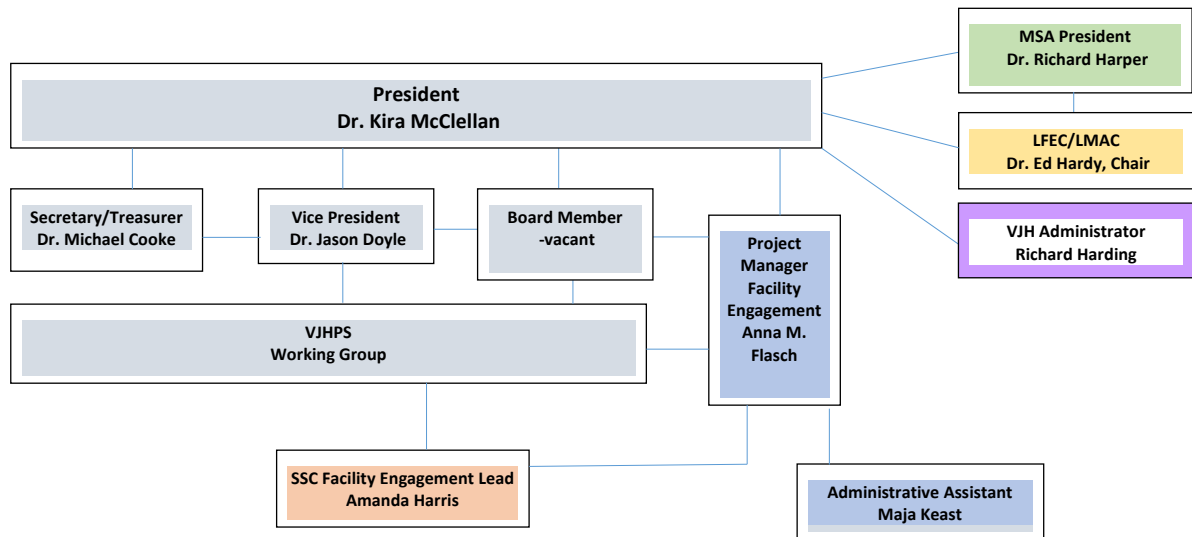 MSA President
Dr. Richard Harper
President
Dr. Kira McClellan
LFEC/LMAC
Dr. Ed Hardy, Chair
Secretary/Treasurer
Dr. Michael Cooke
Vice President
Dr. Jason Doyle
Board Member
-vacant
VJH Administrator
Richard Harding
Project
Manager
Facility
Engagement
Anna M.
Flasch
VJHPS
Working Group
SSC Facility Engagement Lead
Amanda Harris
Administrative Assistant
Maja Keast